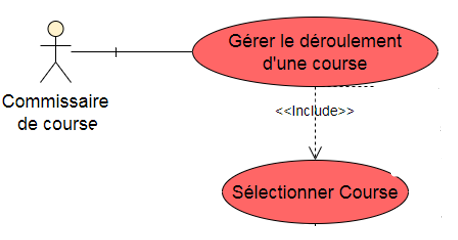 Gérer le déroulement
d'une course
Commissaire
de course
<<Include>>
Sélectionner Course